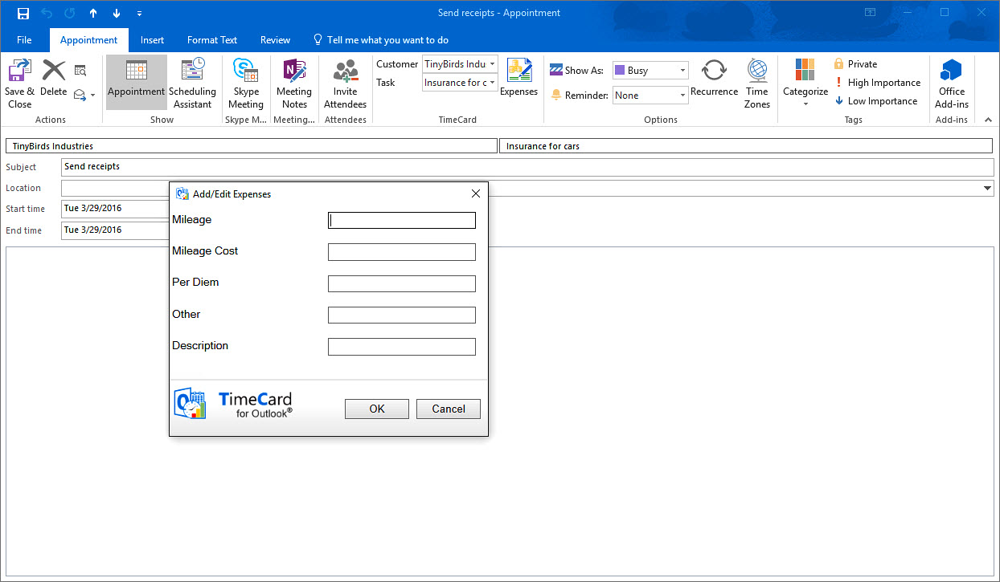 Send receipts - Appointment
File Appointment Insert Format Text Review Tell me what you want to do
Save & Close
Delete
Actions
Appointment
Scheduling Assistant
Show
Skype Meeting
Skype M...
Meeting Notes
Meeting...
Invite Attendees
Attendees
Customer TinyBirds Indu
Task Insurance for c
Expenses
TimeCard
Show As: Busy
Reminder: None
Recurrence
Time Zones
Options
Categorize
Private
High Importance
Low Importance
Tags
Office Add-ins
Add-ins
TinyBirds Industries Insurance for cars
Subject Send receipts
Location
Start time Tue 3/29/2016
End time Tue 3/29/2016
Add/Edit Expenses
Mileage
Mileage Cost
Per Diem
Other
Description
TimeCard
for Outlook®
OK Cancel